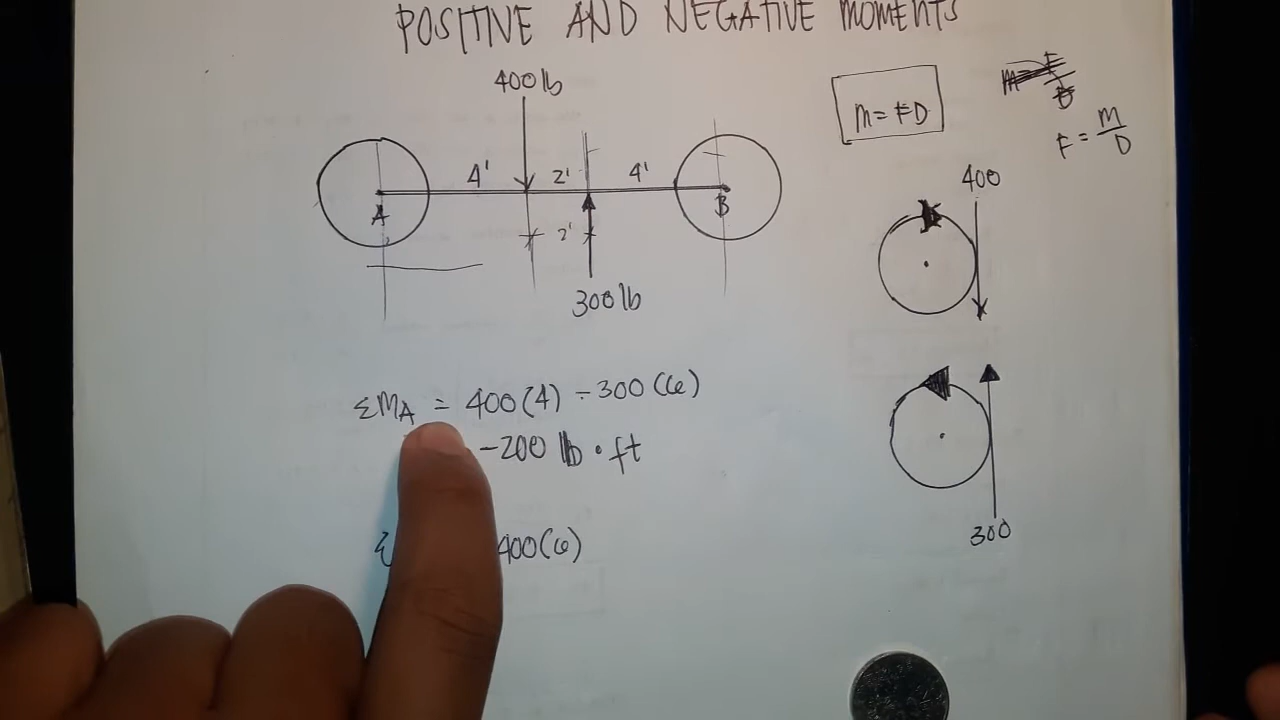 POSITIVE AND NEGATIVE MOMENTS
400 lb
M = FD
F = M/D
4' 2' 4'
A
B
2'
300 lb
400
ΣMA = 400(4) - 300(6)
-200 lb • ft
400(6)
300